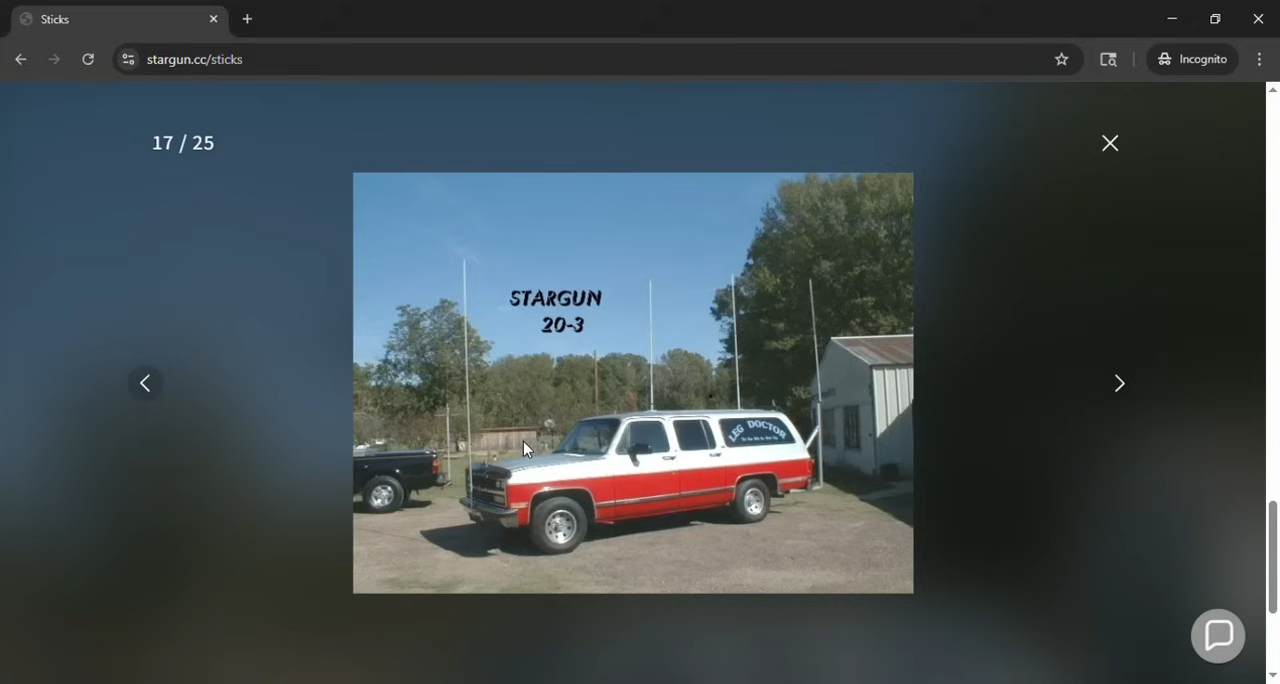 Sticks
stargun.cc/sticks
Incognito
17 / 25
STARGUN
20-3
LEG DOCTOR